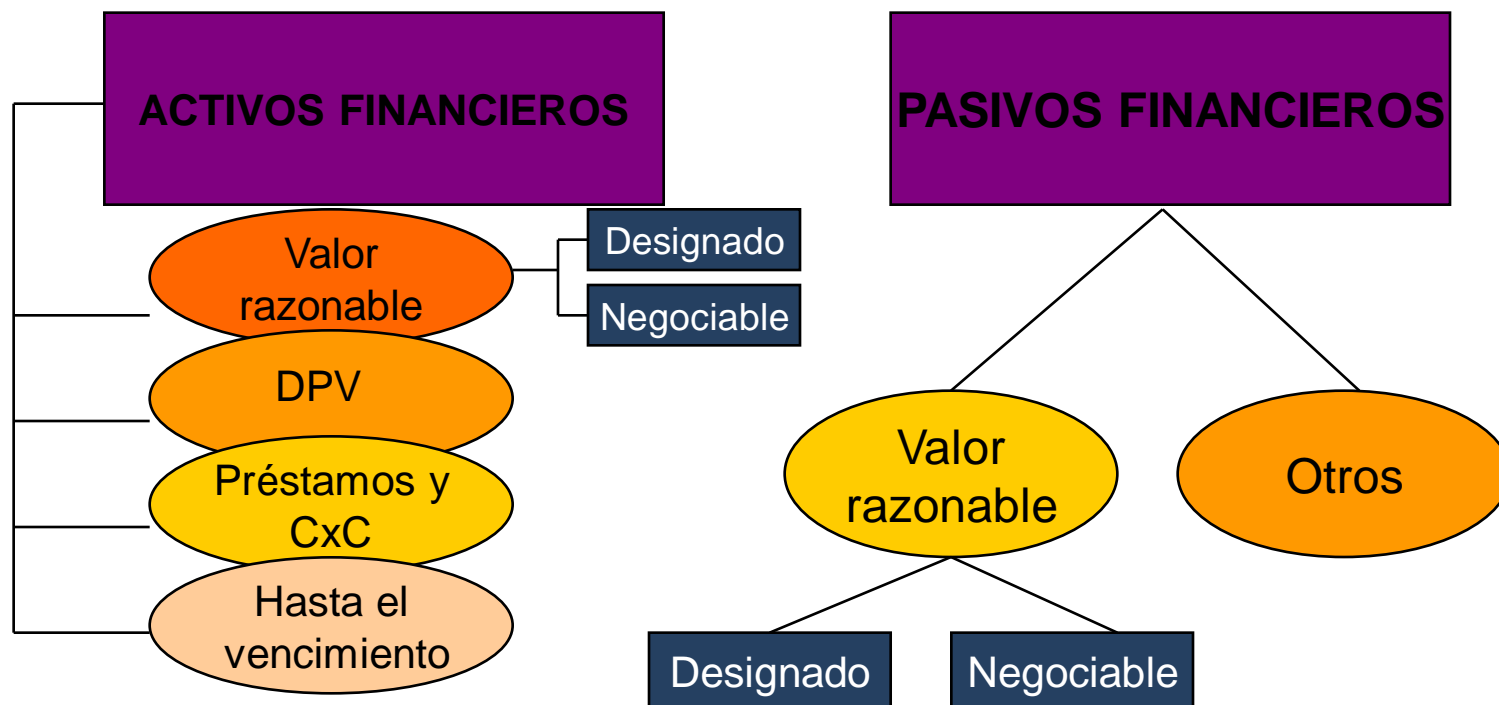 ACTIVOS FINANCIEROS
Valor
razonable
Designado
Negociable
DPV
Préstamos y
CxC
Hasta el
vencimiento
PASIVOS FINANCIEROS
Valor
razonable
Otros
Designado
Negociable